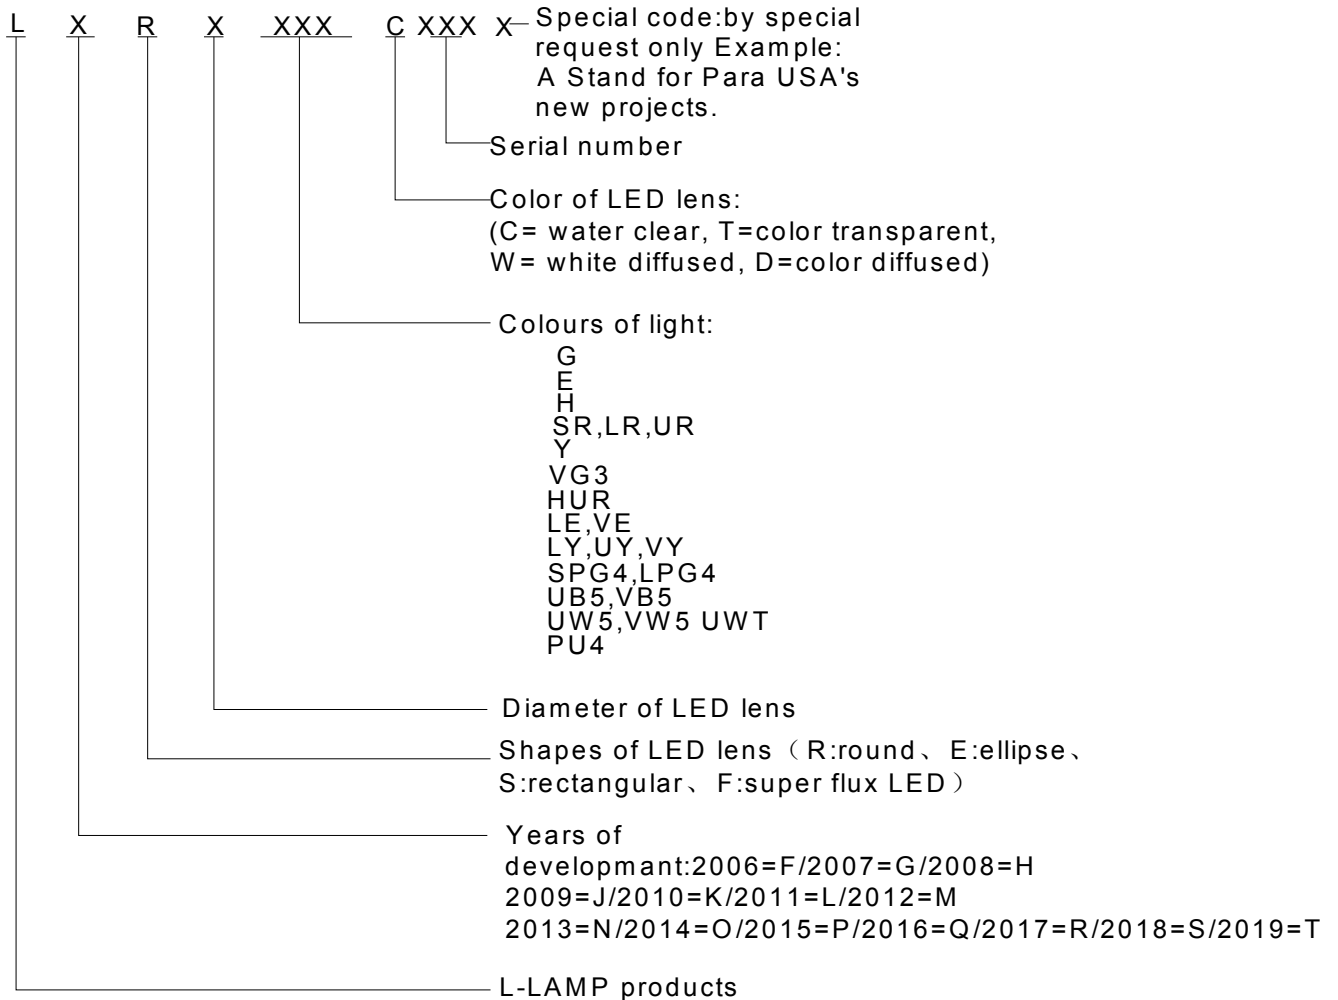 L X R X XXX C XXX X Special code:by special
request only Example:
A Stand for Para USA's
new projects.
Serial number
Color of LED lens:
(C= water clear, T=color transparent,
W= white diffused, D=color diffused)
Colours of light:
G
E
H
SR,LR,UR
Y
VG3
HUR
LE,VE
LY,UY,VY
SPG4,LPG4
UB5,VB5
UW5,VW5 UWT
PU4
Diameter of LED lens
Shapes of LED lens（R:round、E:ellipse、
S:rectangular、F:super flux LED）
Years of
developmant:2006=F/2007=G/2008=H
2009=J/2010=K/2011=L/2012=M
2013=N/2014=O/2015=P/2016=Q/2017=R/2018=S/2019=T
L-LAMP products